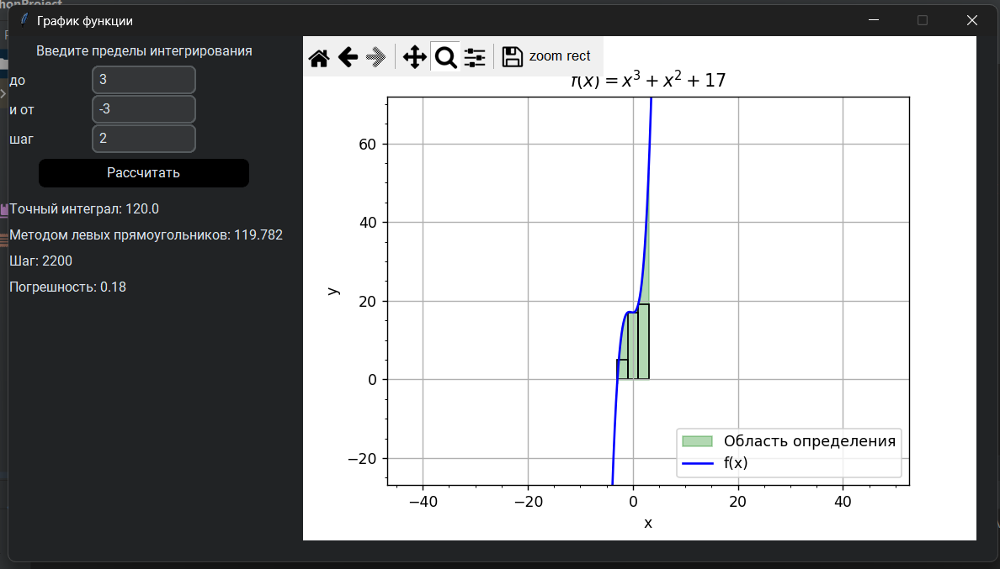 График функции
Введите пределы интегрирования
до 3
и от -3
шаг 2
Рассчитать
Точный интеграл: 120.0
Методом левых прямоугольников: 119.782
Шаг: 2200
Погрешность: 0.18
zoom rect
f(x) = x³ + x² + 17
60
40
20
0
−20
y
−40 −20 0 20 40
x
Область определения
f(x)